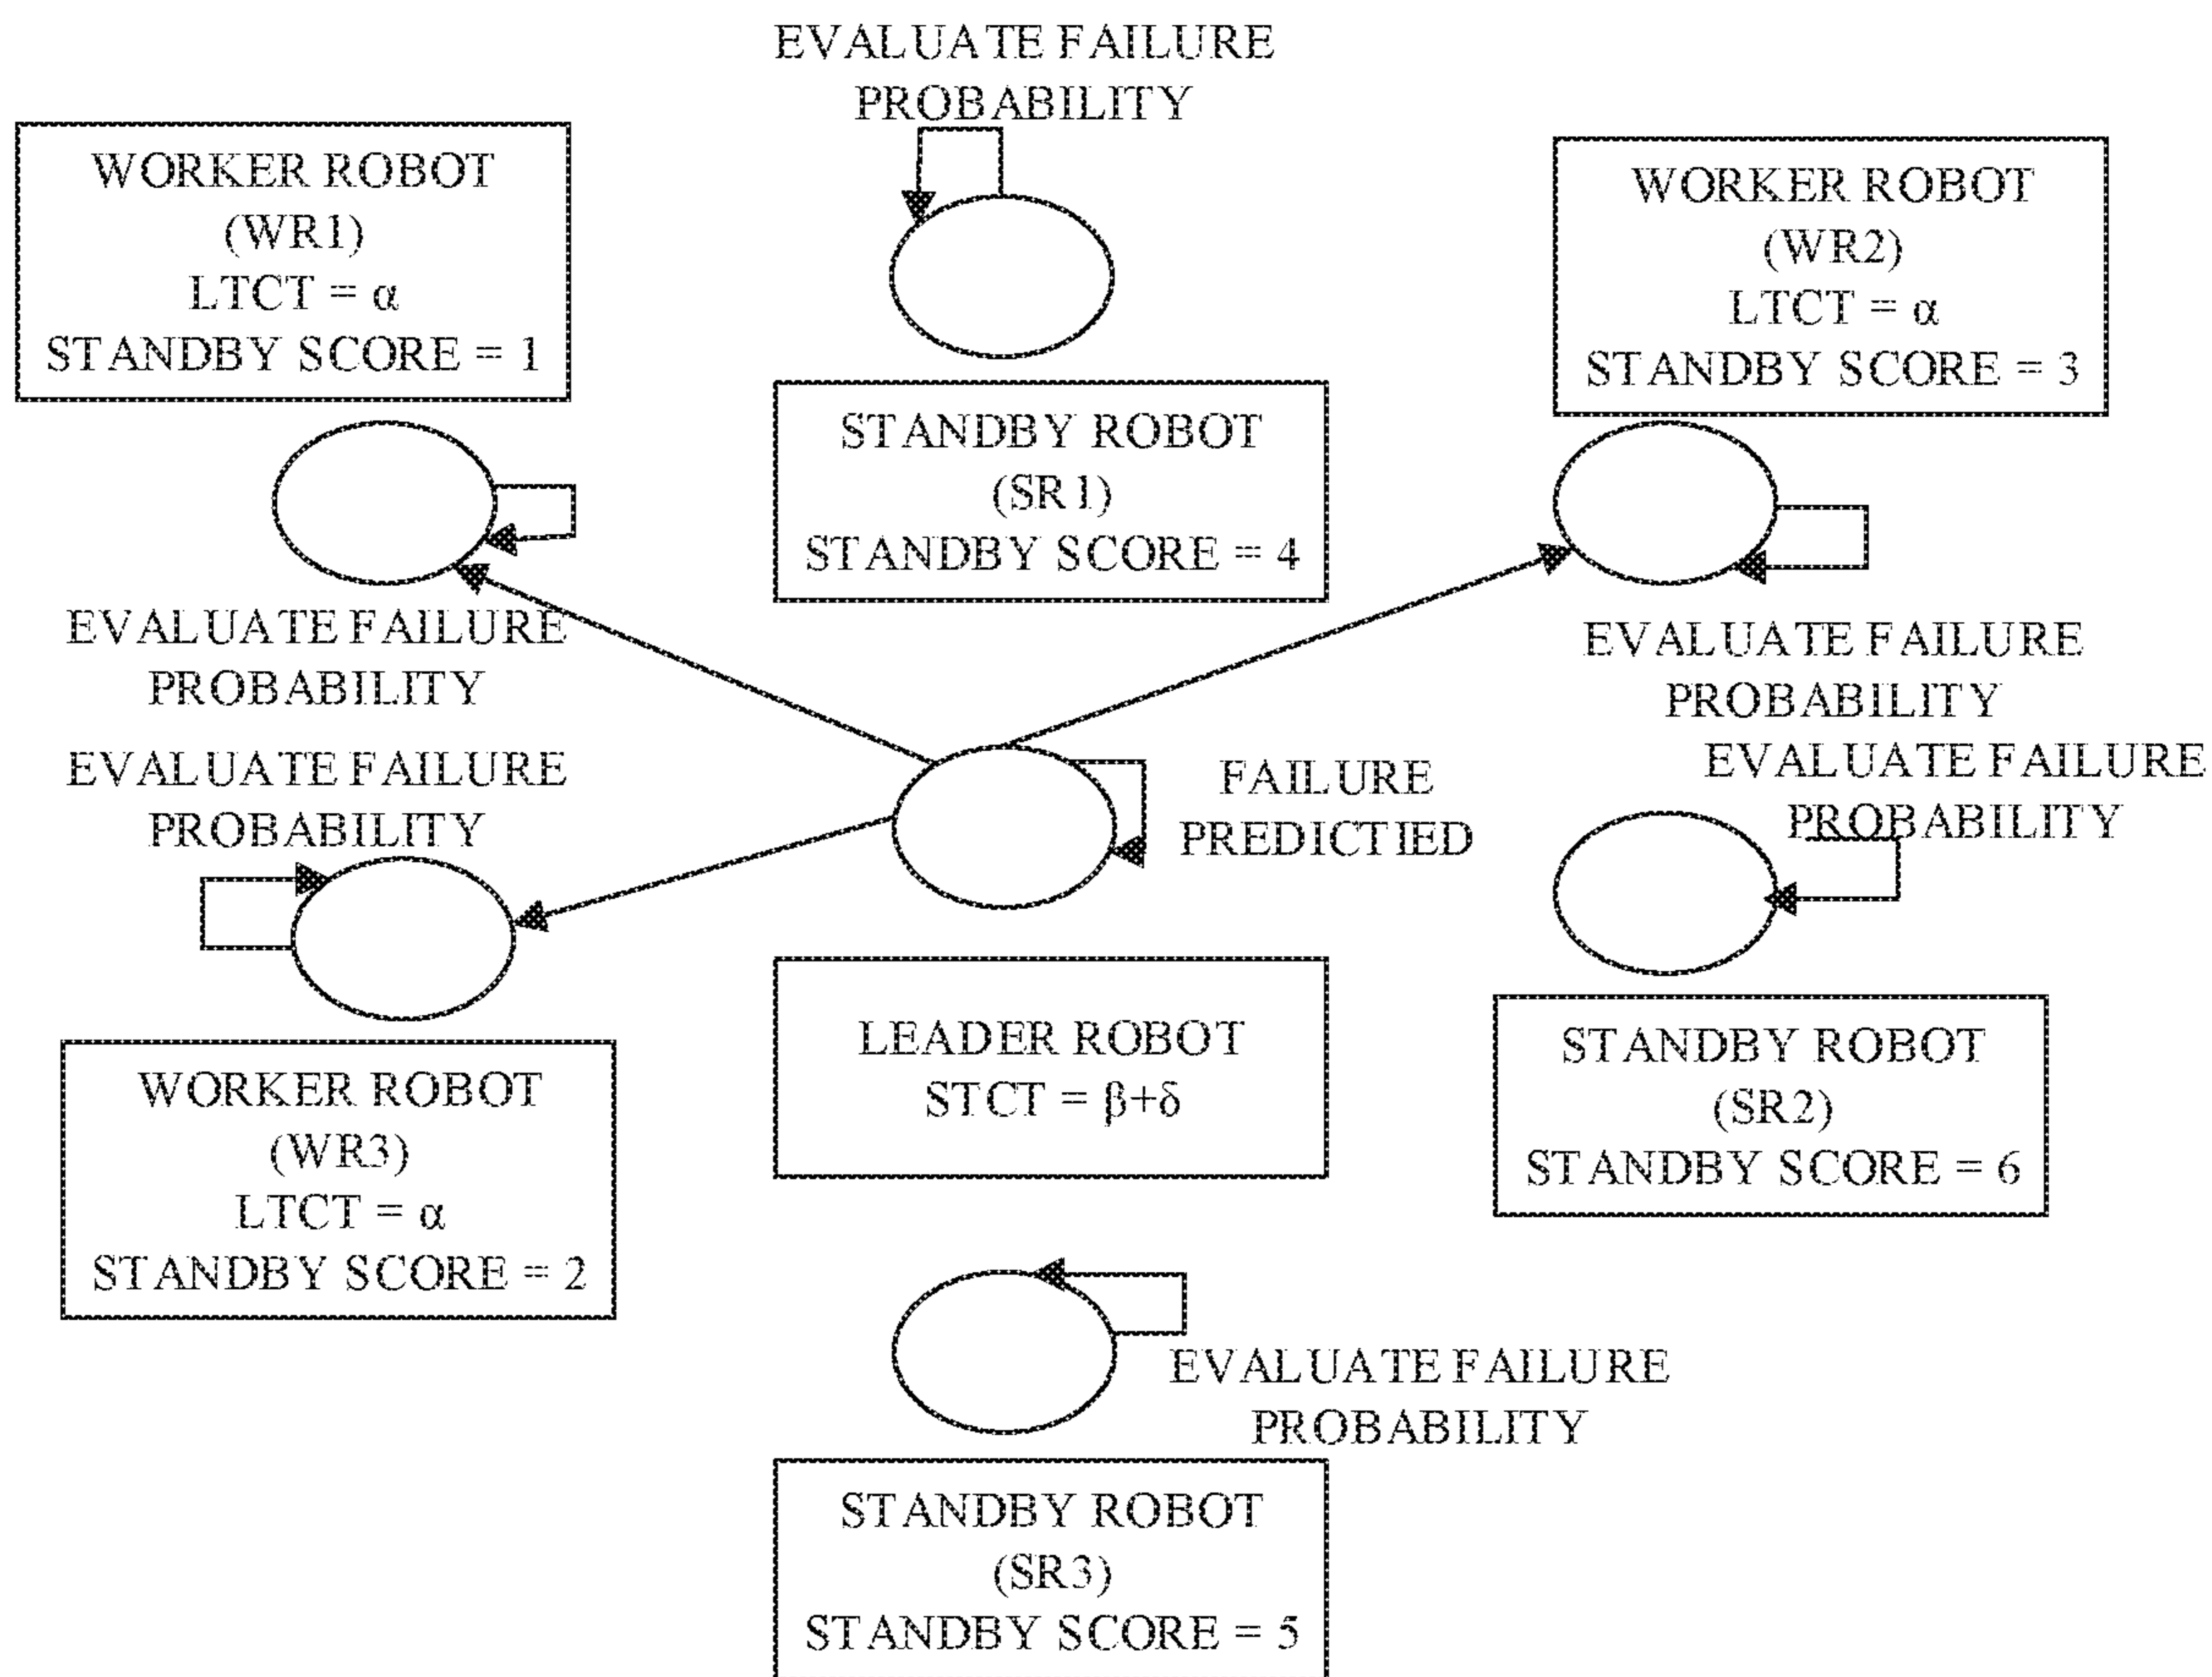 EVALUATE FAILURE
PROBABILITY
WORKER ROBOT
(WR1)
LTCT = α
STANDBY SCORE = 1
WORKER ROBOT
(WR2)
LTCT = α
STANDBY SCORE = 3
STANDBY ROBOT
(SR1)
STANDBY SCORE = 4
EVALUATE FAILURE
PROBABILITY
EVALUATE FAILURE
PROBABILITY
EVALUATE FAILURE
PROBABILITY
FAILURE
PREDICTIED
EVALUATE FAILURE
PROBABILITY
WORKER ROBOT
(WR3)
LTCT = α
STANDBY SCORE = 2
LEADER ROBOT
STCT = β+δ
STANDBY ROBOT
(SR2)
STANDBY SCORE = 6
EVALUATE FAILURE
PROBABILITY
STANDBY ROBOT
(SR3)
STANDBY SCORE = 5